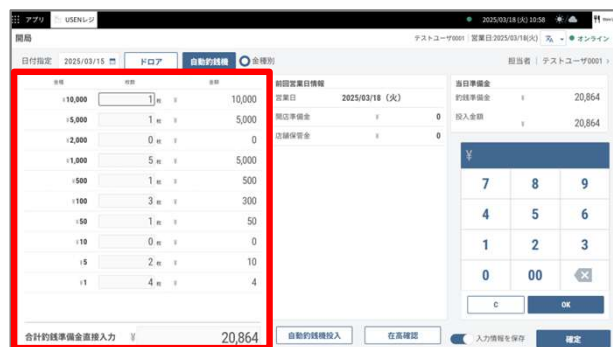 アプリ USENレジ 2025/03/18 (火) 10:58
開局 テストユーザ0001 営業日:2025/03/18(火) オンライン
日付指定 2025/03/15 ドロア 自動釣銭機 金種別 担当者 テストユーザ0001
金種 枚数 金額
¥10,000 1 枚 ¥ 10,000
¥5,000 1 枚 ¥ 5,000
¥2,000 0 枚 ¥ 0
¥1,000 5 枚 ¥ 5,000
¥500 1 枚 ¥ 500
¥100 3 枚 ¥ 300
¥50 1 枚 ¥ 50
¥10 0 枚 ¥ 0
¥5 2 枚 ¥ 10
¥1 4 枚 ¥ 4
合計釣銭準備金直接入力 ¥ 20,864
前回営業日情報
営業日 2025/03/18 (火)
開店準備金 ¥ 0
店舗保管金 ¥ 0
自動釣銭機投入 在高確認
当日準備金
釣銭準備金 ¥ 20,864
投入金額 ¥ 20,864
¥
7 8 9
4 5 6
1 2 3
0 00
C OK
入力情報を保存 確定